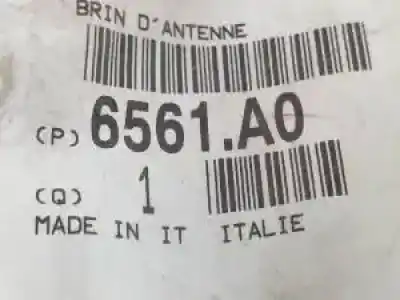 BRIN D'ANTENNE
(P) 6561.A0
(Q) 1
MADE IN IT ITALIE